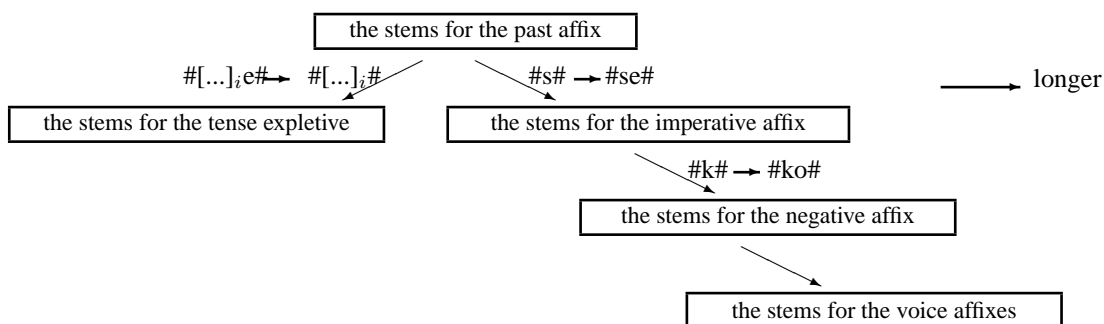 the stems for the past affix
#[...]ie# → #[...]i#
#s# → #se#
longer
the stems for the tense expletive
the stems for the imperative affix
#k# → #ko#
the stems for the negative affix
the stems for the voice affixes